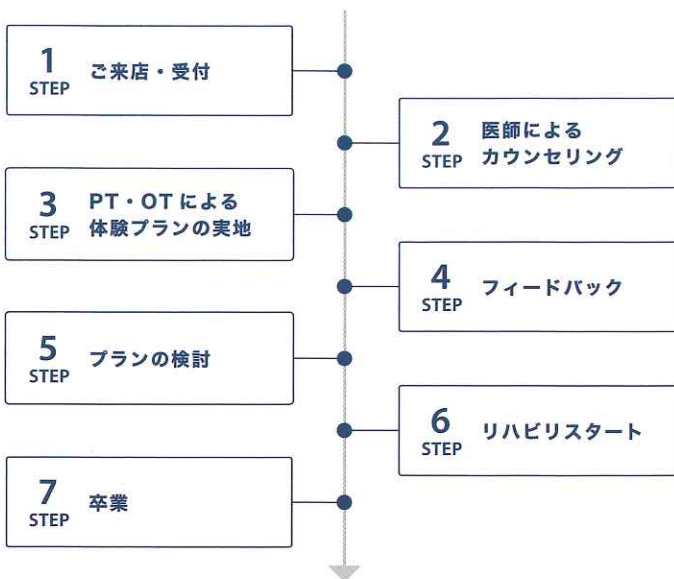 1
STEP
ご来店・受付
2
STEP
医師による
カウンセリング
3
STEP
PT・OTによる
体験プランの実地
4
STEP
フィードバック
5
STEP
プランの検討
6
STEP
リハビリスタート
7
STEP
卒業